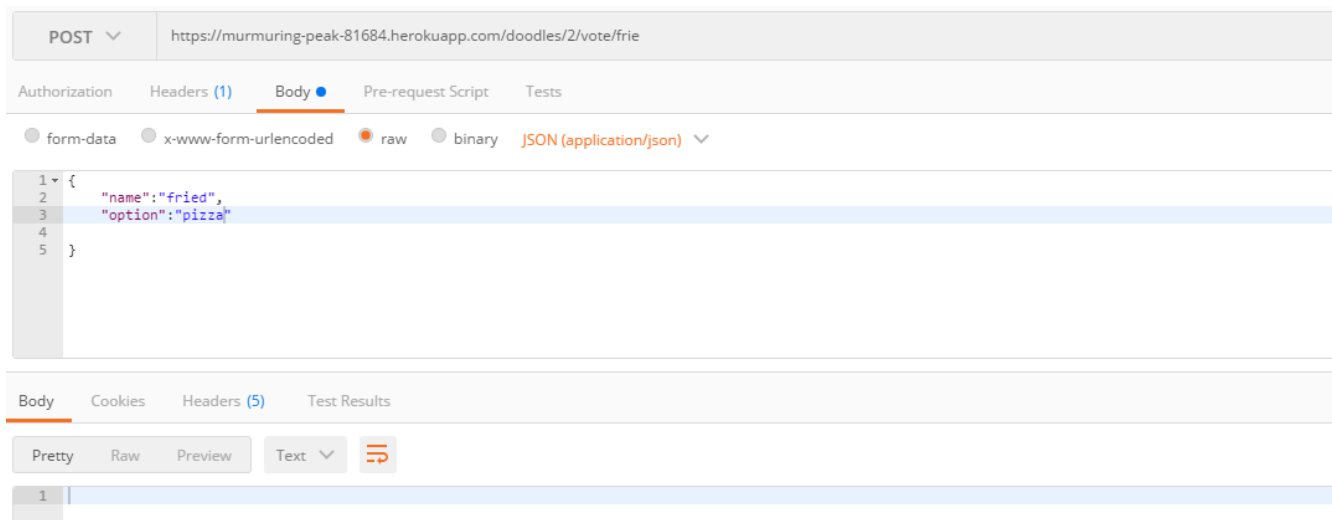 POST https://murmuring-peak-81684.herokuapp.com/doodles/2/vote/frie
Authorization Headers (1) Body Pre-request Script Tests
form-data x-www-form-urlencoded raw binary JSON (application/json)
1 {
2 "name":"fried",
3 "option":"pizza"
4
5 }
Body Cookies Headers (5) Test Results
Pretty Raw Preview Text
1